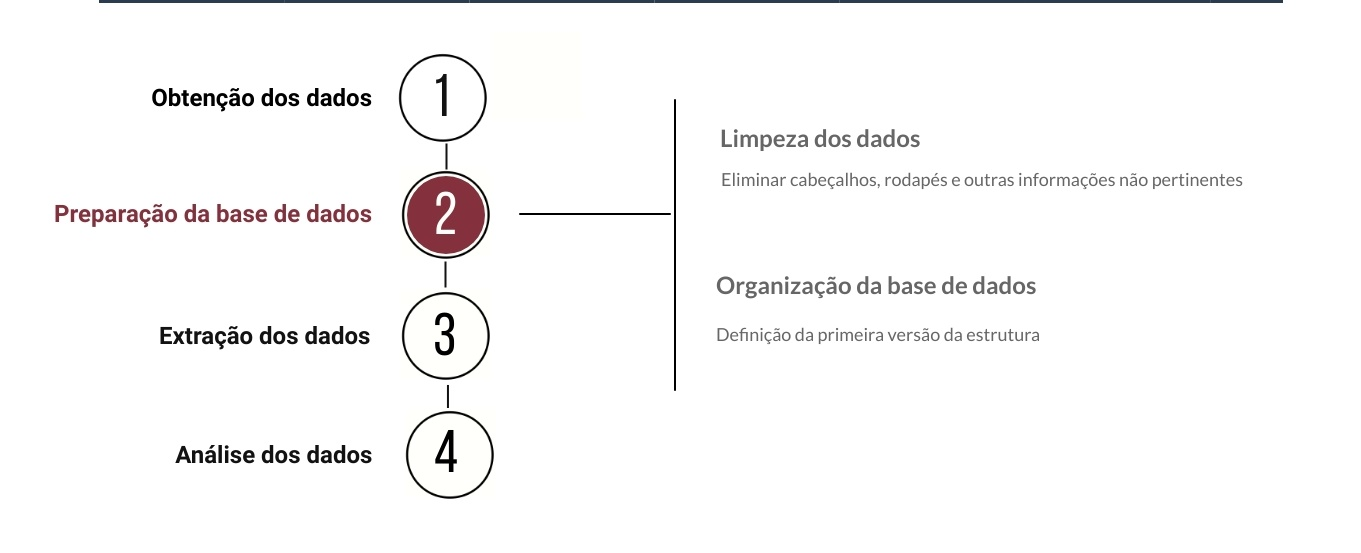 Obtenção dos dados
1
Preparação da base de dados
2
Extração dos dados
3
Análise dos dados
4
Limpeza dos dados
Eliminar cabeçalhos, rodapés e outras informações não pertinentes
Organização da base de dados
Definição da primeira versão da estrutura